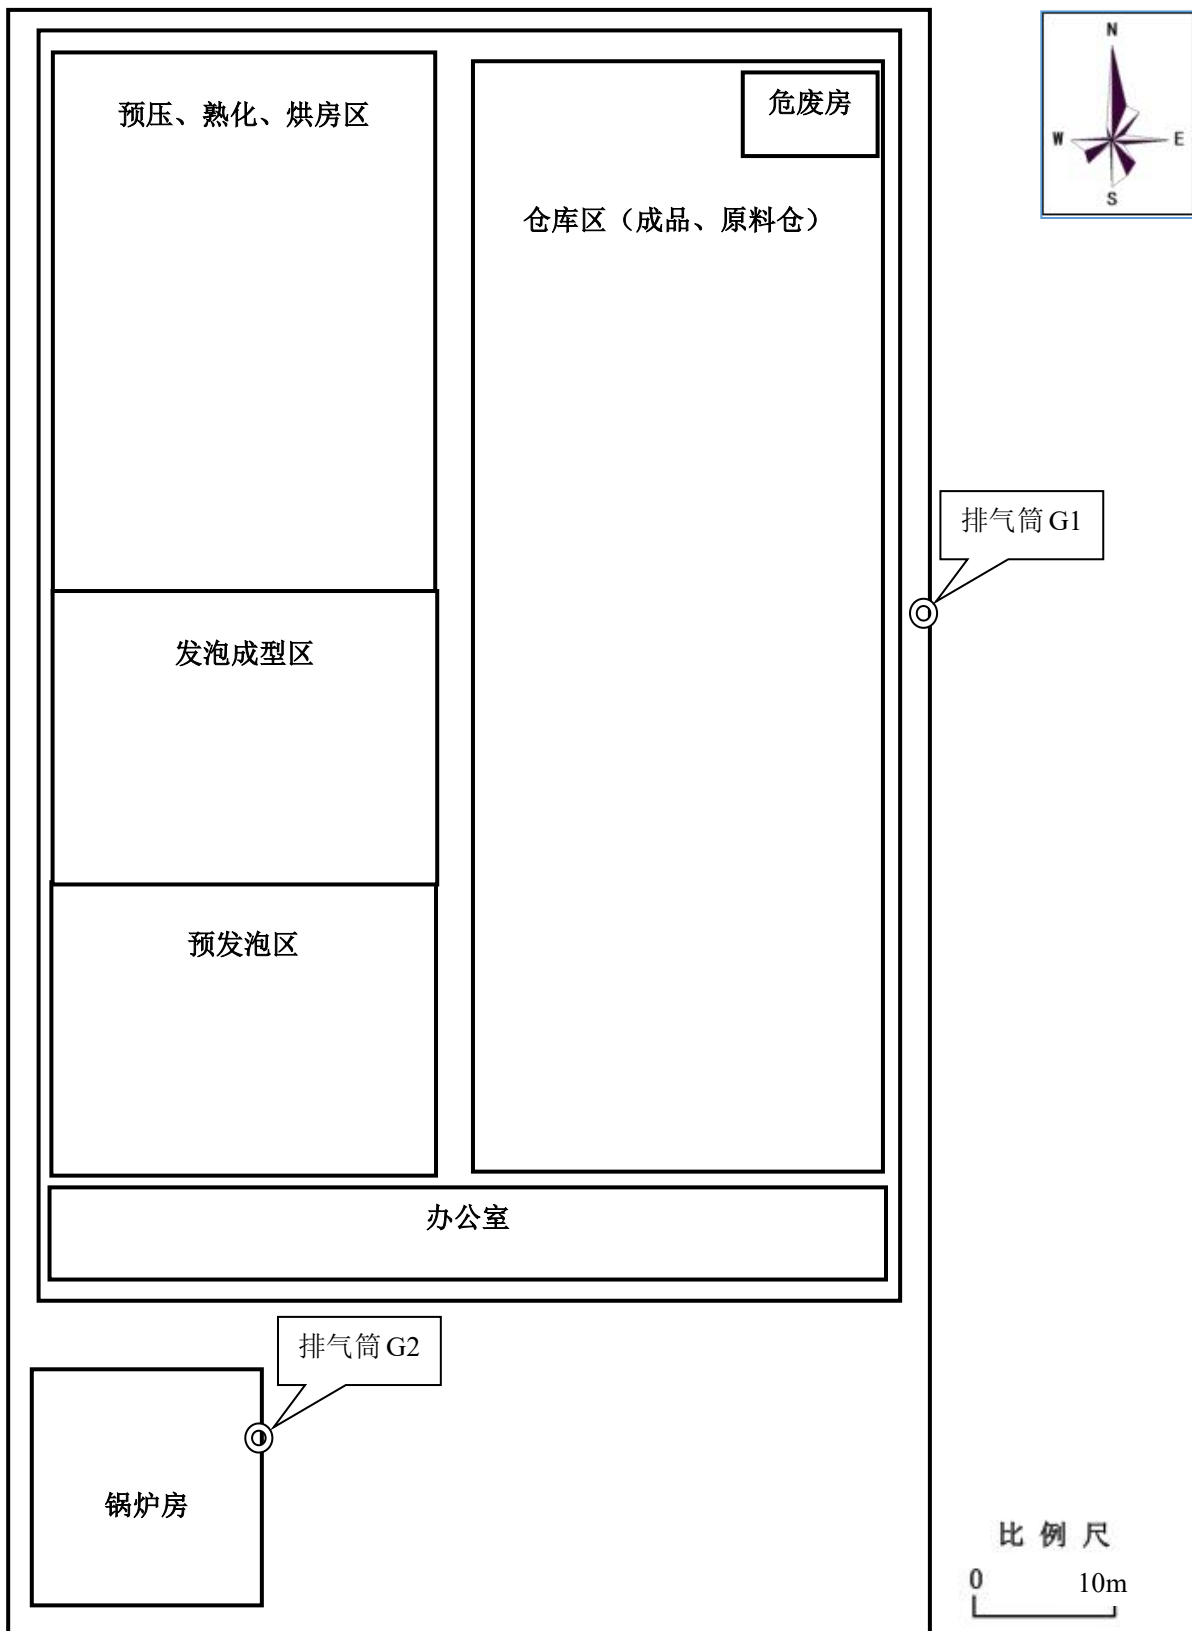 N
W
E
S
预压、熟化、烘房区
危废房
仓库区（成品、原料仓）
排气筒 G1
发泡成型区
预发泡区
办公室
排气筒 G2
锅炉房
比 例 尺
0 10m